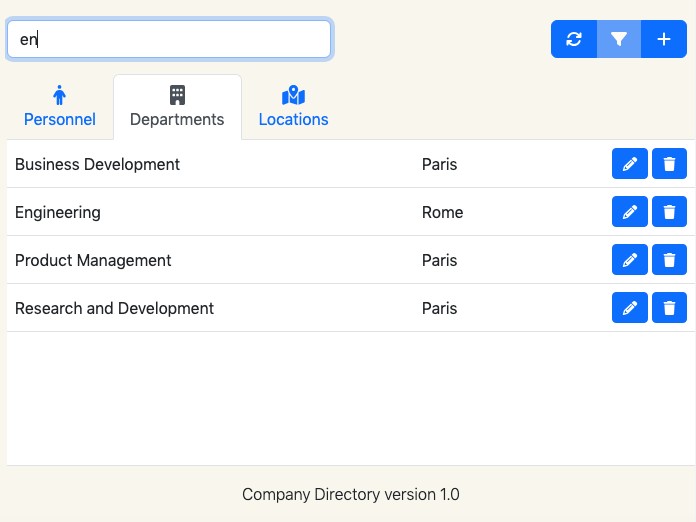 en
Personnel Departments Locations
Business Development Paris
Engineering Rome
Product Management Paris
Research and Development Paris
Company Directory version 1.0